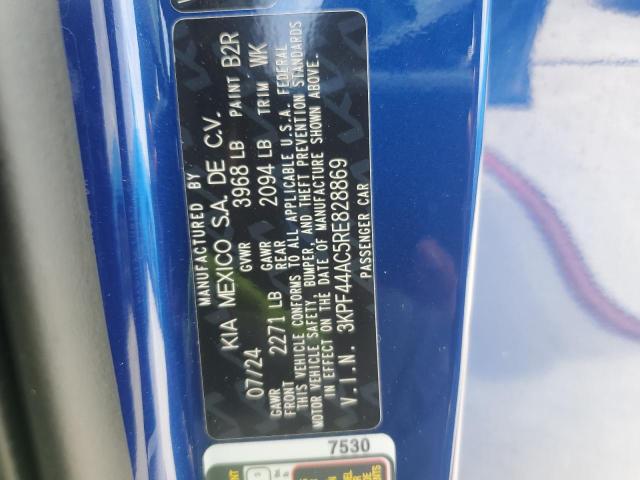 MANUFACTURED BY
KIA MEXICO S.A. DE C.V.
07/24 GVWR 3968 LB PAINT B2R
GAWR FRONT 2271 LB GAWR REAR 2094 LB TRIM WK
THIS VEHICLE CONFORMS TO ALL APPLICABLE U.S.A. FEDERAL
MOTOR VEHICLE SAFETY, BUMPER, AND THEFT PREVENTION STANDARDS
IN EFFECT ON THE DATE OF MANUFACTURE SHOWN ABOVE.
V.I.N. 3KPF44AC5RE828869
PASSENGER CAR
7530